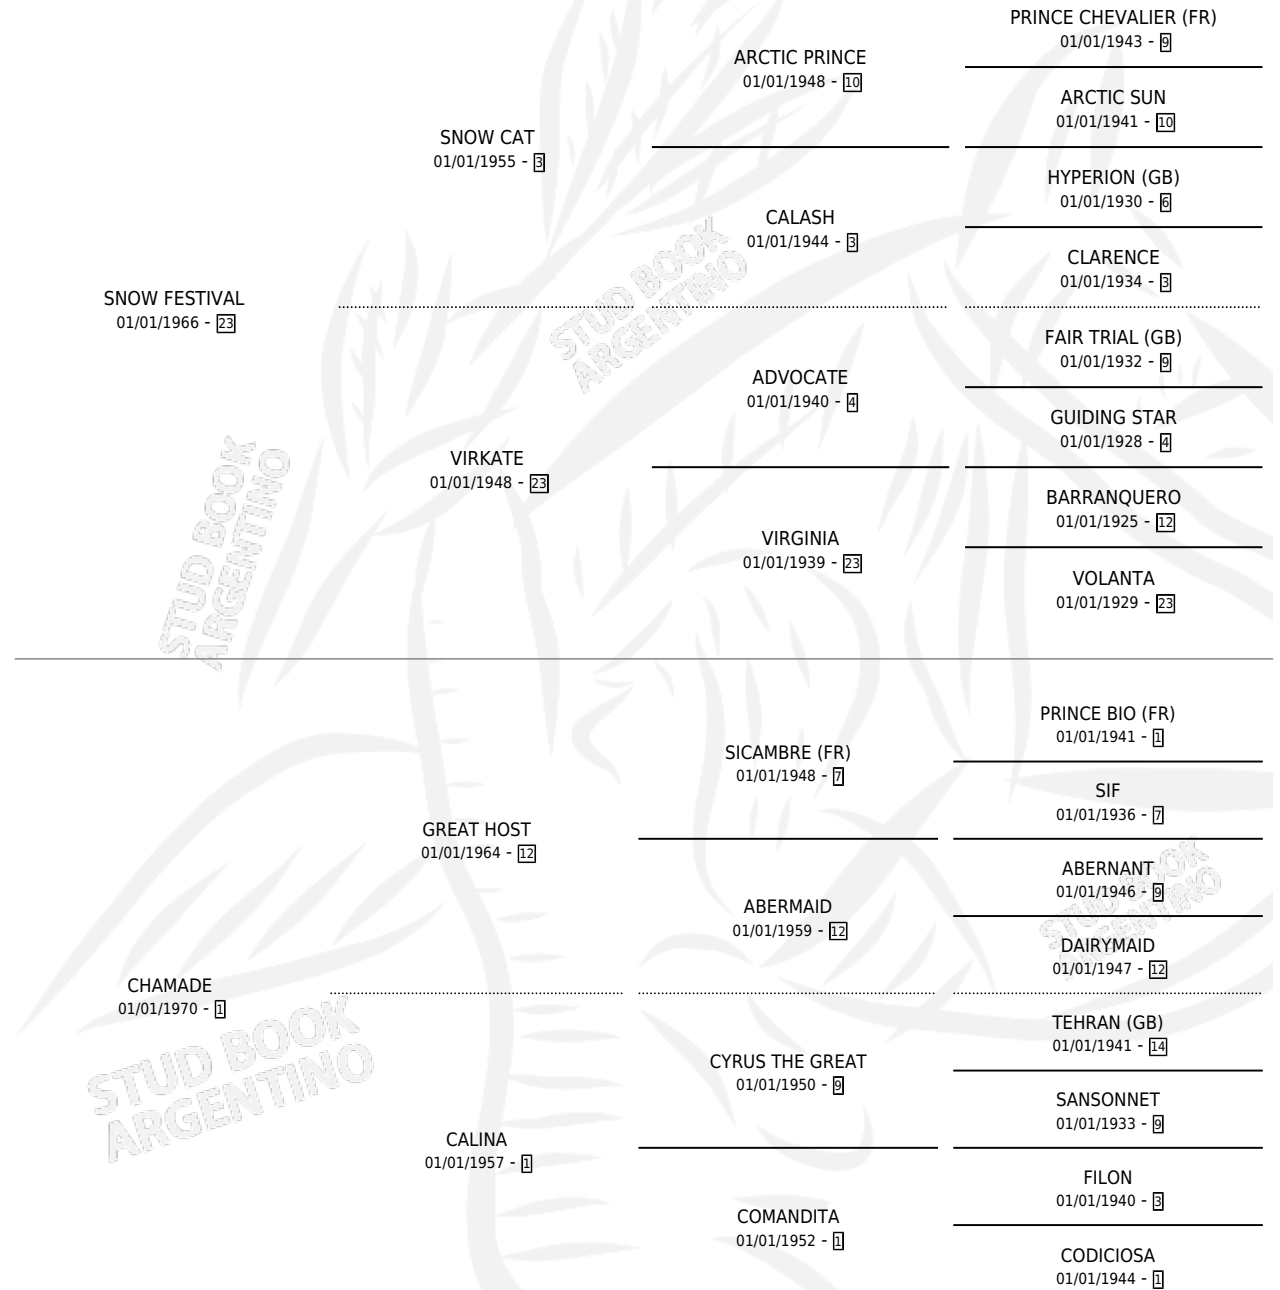 PRINCE CHEVALIER (FR)
01/01/1943 - 9
ARCTIC PRINCE
01/01/1948 - 10
ARCTIC SUN
01/01/1941 - 10
SNOW CAT
01/01/1955 - 3
HYPERION (GB)
01/01/1930 - 6
CALASH
01/01/1944 - 3
CLARENCE
01/01/1934 - 3
SNOW FESTIVAL
01/01/1966 - 23
FAIR TRIAL (GB)
01/01/1932 - 9
ADVOCATE
01/01/1940 - 4
GUIDING STAR
01/01/1928 - 4
VIRKATE
01/01/1948 - 23
BARRANQUERO
01/01/1925 - 12
VIRGINIA
01/01/1939 - 23
VOLANTA
01/01/1929 - 23
PRINCE BIO (FR)
01/01/1941 - 1
SICAMBRE (FR)
01/01/1948 - 7
SIF
01/01/1936 - 7
GREAT HOST
01/01/1964 - 12
ABERNANT
01/01/1946 - 9
ABERMAID
01/01/1959 - 12
DAIRYMAID
01/01/1947 - 12
CHAMADE
01/01/1970 - 1
TEHRAN (GB)
01/01/1941 - 14
CYRUS THE GREAT
01/01/1950 - 9
SANSONNET
01/01/1933 - 9
CALINA
01/01/1957 - 1
FILON
01/01/1940 - 3
COMANDITA
01/01/1952 - 1
CODICIOSA
01/01/1944 - 1
STUD BOOK
ARGENTINO
STUD BOOK
ARGENTINO
STUD BOOK
ARGENTINO
STUD BOOK
ARGENTINO